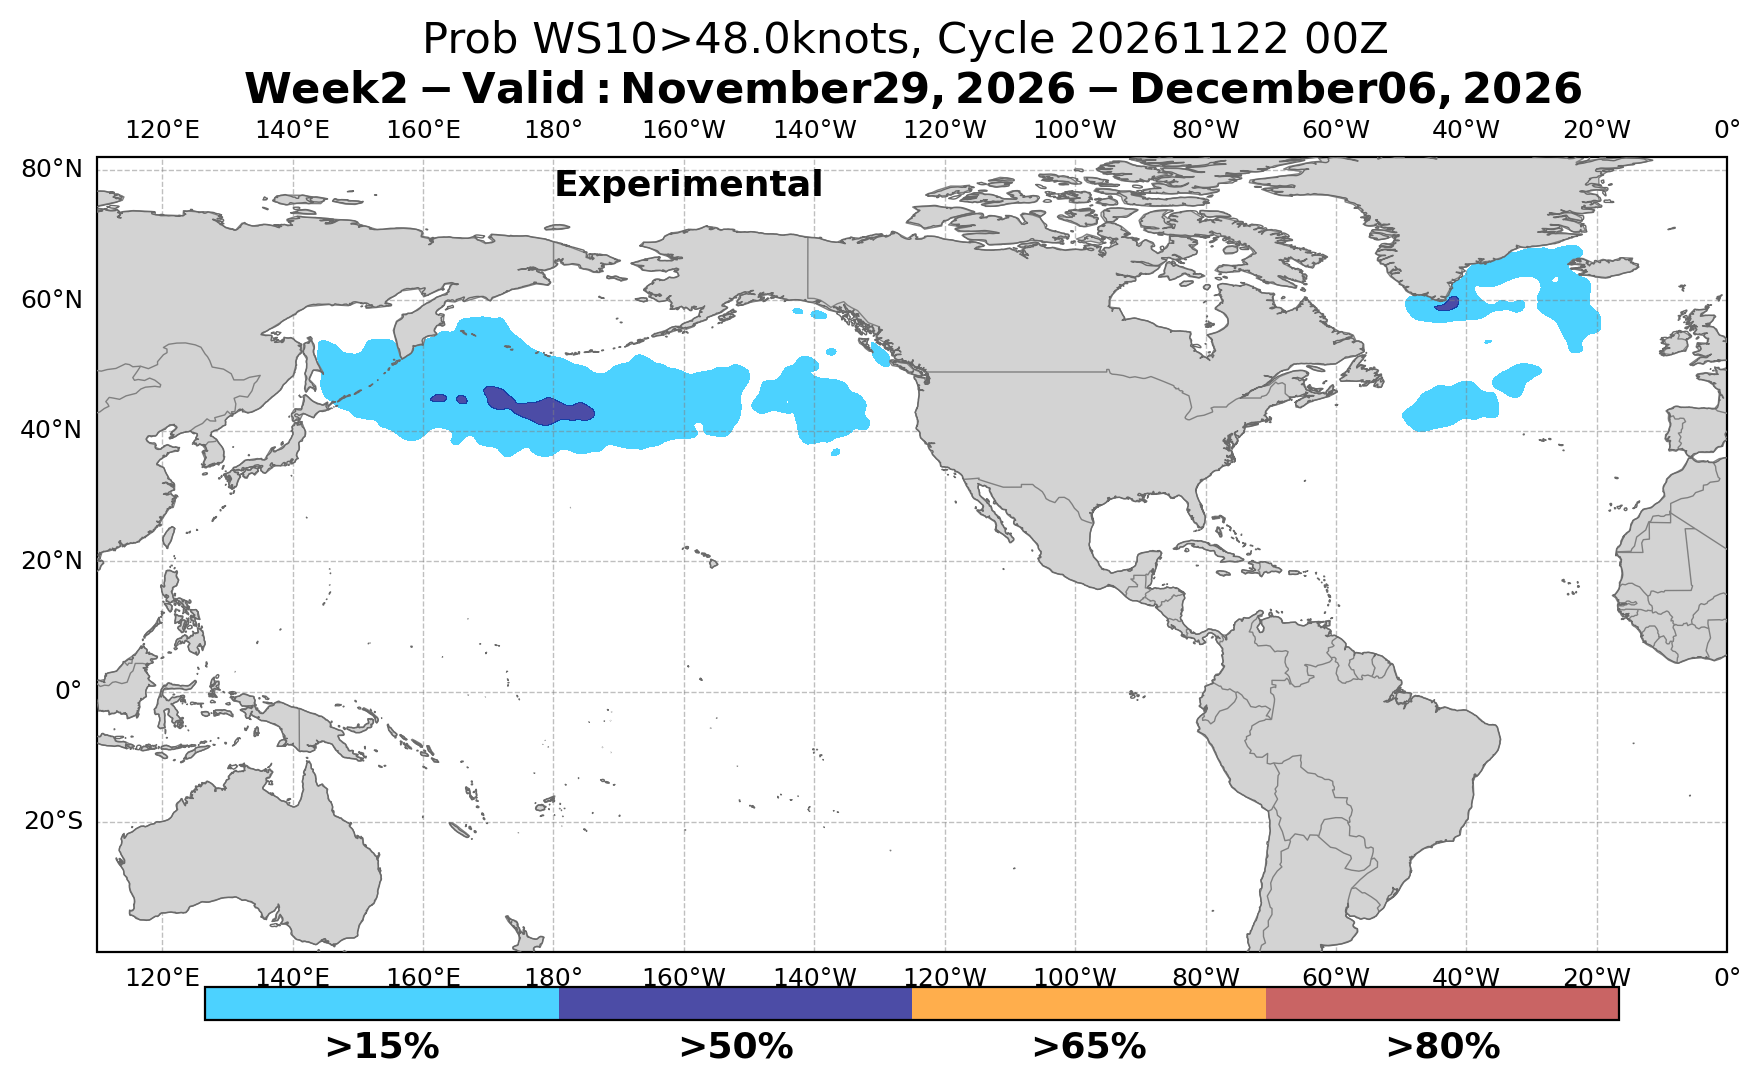 Prob WS10>48.0knots, Cycle 20261122 00Z
Week2 − Valid : November29, 2026 − December06, 2026
120°E 140°E 160°E 180° 160°W 140°W 120°W 100°W 80°W 60°W 40°W 20°W 0°
80°N
Experimental
60°N
40°N
20°N
0°
20°S
120°E 140°E 160°E 180° 160°W 140°W 120°W 100°W 80°W 60°W 40°W 20°W 0°
>15% >50% >65% >80%